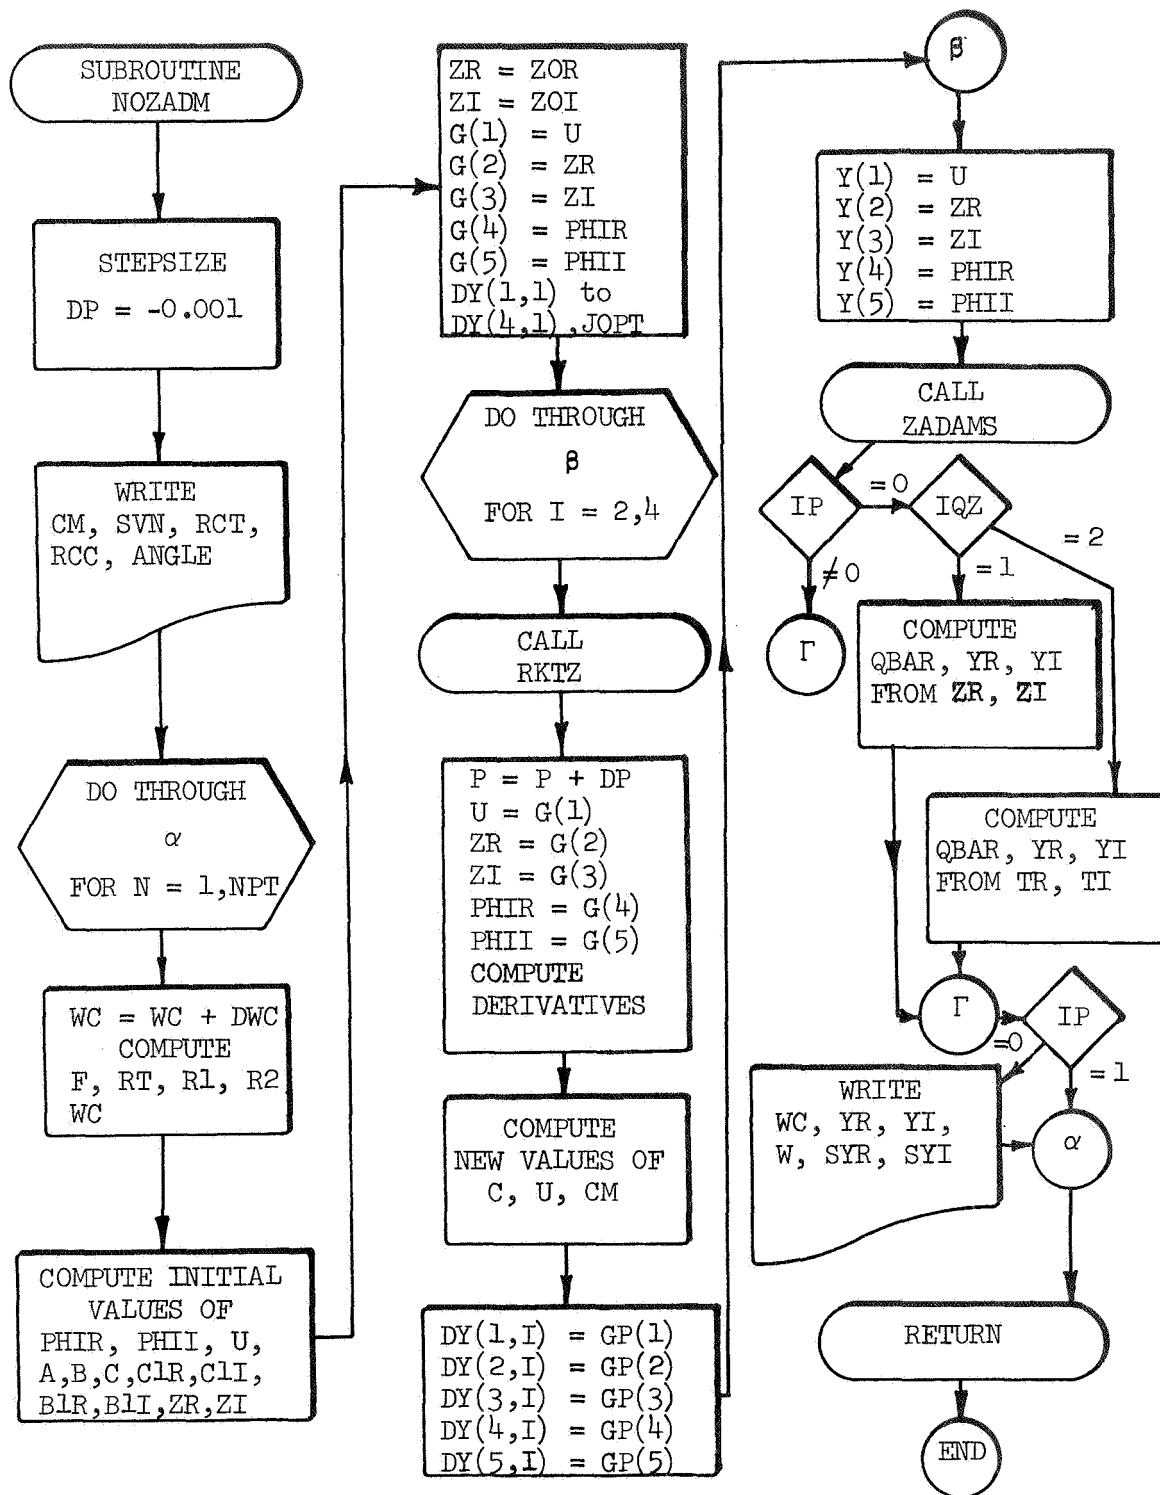 SUBROUTINE
NOZADM
STEPSIZE
DP = -0.001
WRITE
CM, SVN, RCT,
RCC, ANGLE
DO THROUGH
α
FOR N = 1,NPT
WC = WC + DWC
COMPUTE
F, RT, R1, R2
WC
COMPUTE INITIAL
VALUES OF
PHIR, PHII, U,
A,B,C,C1R,C1I,
B1R,B1I,ZR,ZI
ZR = ZOR
ZI = ZOI
G(1) = U
G(2) = ZR
G(3) = ZI
G(4) = PHIR
G(5) = PHII
DY(1,1) to
DY(4,1),JOPT
DO THROUGH
β
FOR I = 2,4
CALL
RKTZ
P = P + DP
U = G(1)
ZR = G(2)
ZI = G(3)
PHIR = G(4)
PHII = G(5)
COMPUTE
DERIVATIVES
COMPUTE
NEW VALUES OF
C, U, CM
DY(1,I) = GP(1)
DY(2,I) = GP(2)
DY(3,I) = GP(3)
DY(4,I) = GP(4)
DY(5,I) = GP(5)
β
Y(1) = U
Y(2) = ZR
Y(3) = ZI
Y(4) = PHIR
Y(5) = PHII
CALL
ZADAMS
IP
=0
IQZ
=2
≠0
=1
Γ
COMPUTE
QBAR, YR, YI
FROM ZR, ZI
COMPUTE
QBAR, YR, YI
FROM TR, TI
Γ
IP
=0
=1
WRITE
WC, YR, YI,
W, SYR, SYI
α
RETURN
END